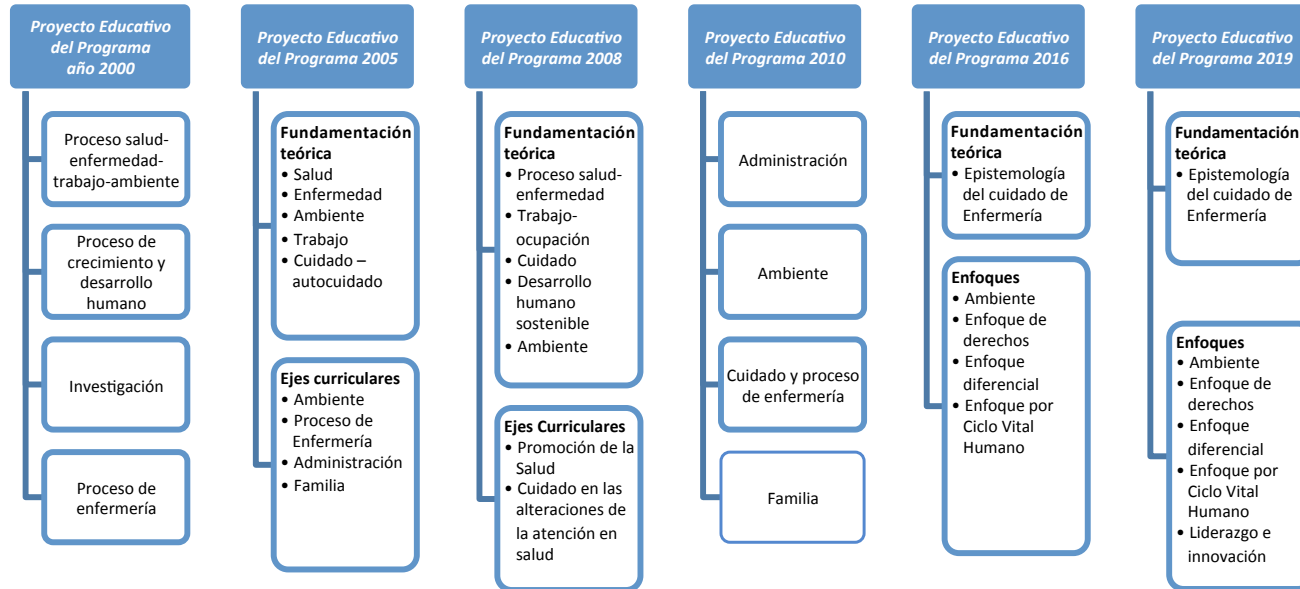 Proyecto Educativo
del Programa
año 2000
Proceso salud-
enfermedad-
trabajo-ambiente
Proceso de
crecimiento y
desarrollo
humano
Investigación
Proceso de
enfermería
Proyecto Educativo
del Programa 2005
Fundamentación
teórica
• Salud
• Enfermedad
• Ambiente
• Trabajo
• Cuidado –
autocuidado
Ejes curriculares
• Ambiente
• Proceso de
Enfermería
• Administración
• Familia
Proyecto Educativo
del Programa 2008
Fundamentación
teórica
• Proceso salud-
enfermedad
• Trabajo-
ocupación
• Cuidado
• Desarrollo
humano
sostenible
• Ambiente
Ejes Curriculares
• Promoción de la
Salud
• Cuidado en las
alteraciones de
la atención en
salud
Proyecto Educativo
del Programa 2010
Administración
Ambiente
Cuidado y proceso
de enfermería
Familia
Proyecto Educativo
del Programa 2016
Fundamentación
teórica
• Epistemología
del cuidado de
Enfermería
Enfoques
• Ambiente
• Enfoque de
derechos
• Enfoque
diferencial
• Enfoque por
Ciclo Vital
Humano
Proyecto Educativo
del Programa 2019
Fundamentación
teórica
• Epistemología
del cuidado de
Enfermería
Enfoques
• Ambiente
• Enfoque de
derechos
• Enfoque
diferencial
• Enfoque por
Ciclo Vital
Humano
• Liderazgo e
innovación